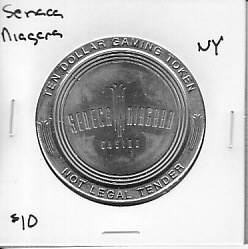 Seneca
Niagara
NY
TEN DOLLAR GAMING TOKEN
SENECA NIAGARA
CASINO
NOT LEGAL TENDER
$10